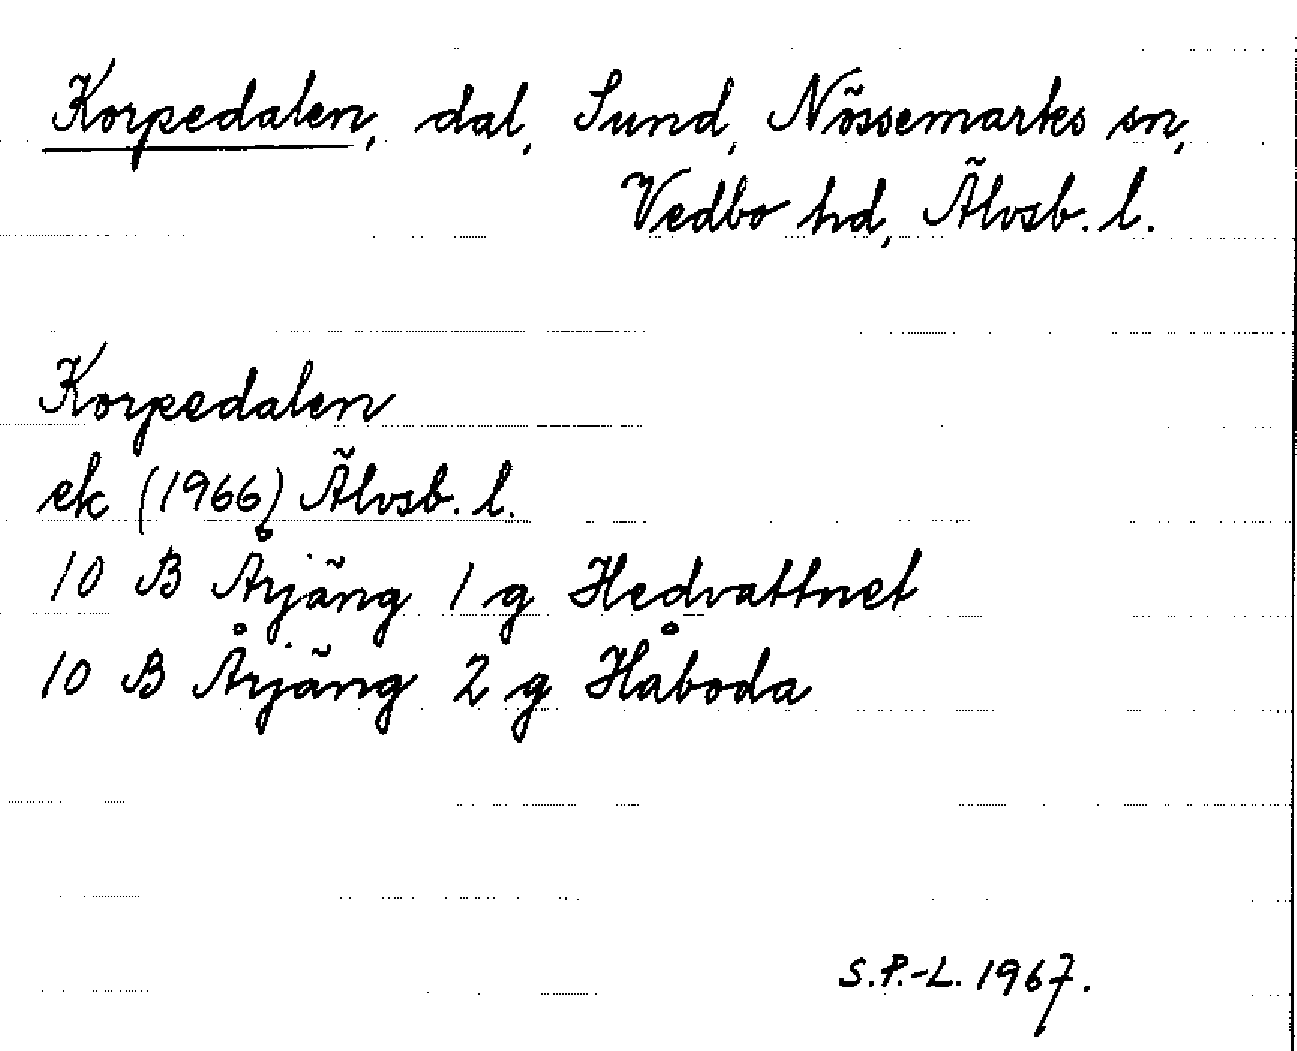 Korpedalen, dal, Sund, Nössemarks sn,
Vedbo hd, Älvsb. l.
Korpedalen
ek (1966) Älvsb. l.
10 B Årjäng 1 g Hedvattnet
10 B Årjäng 2 g Håboda
S.P.-L. 1967.